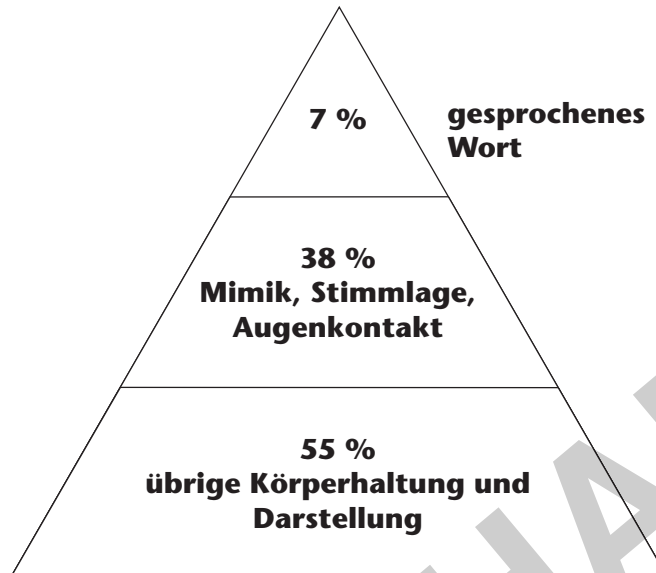 7 %
gesprochenes
Wort
38 %
Mimik, Stimmlage,
Augenkontakt
55 %
übrige Körperhaltung und
Darstellung